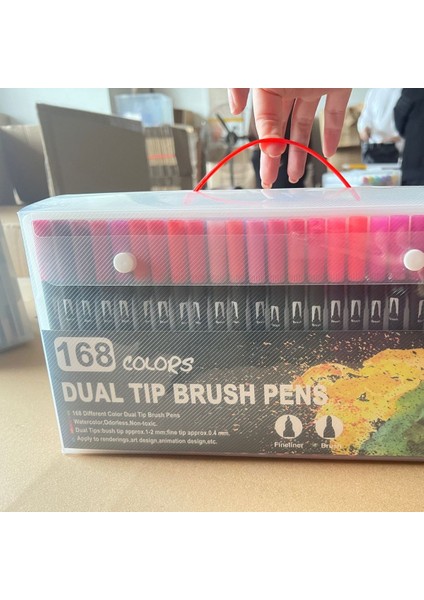 168 COLORS
DUAL TIP BRUSH PENS
168 Different Color Dual Tip Brush Pens
Watercolor,Odorless,Non-toxic.
Dual Tips:bush tip approx.1-2 mm:fine tip approx.0.4 mm.
Apply to renderings,art design,animation design,etc.
Fineliner Brush